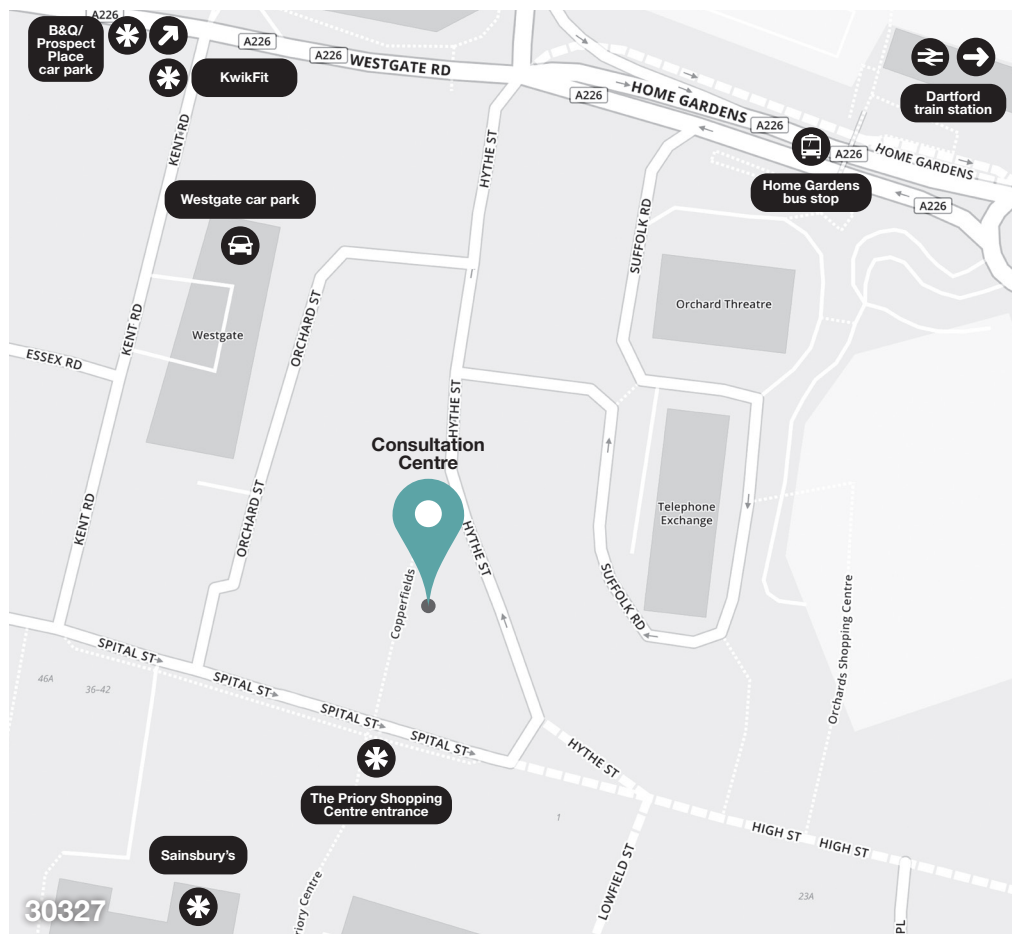 B&Q/
Prospect
Place
car park
A226
A226
A226
WESTGATE RD
KwikFit
A226
HOME GARDENS
A226
A226
HOME GARDENS
A226
Dartford
train station
Home Gardens
bus stop
KENT RD
HYTHE ST
Westgate car park
SUFFOLK RD
Orchard Threatre
Westgate
KENT RD
ORCHARD ST
ESSEX RD
HYTHE ST
Consultation
Centre
KENT RD
ORCHARD ST
HYTHE ST
Telephone
Exchange
Copperfields
SUFFOLK RD
Orchards Shopping Centre
SPITAL ST
46A
36-42
SPITAL ST
SPITAL ST
SPITAL ST
HYTHE ST
The Priory Shopping
Centre entrance
1
HIGH ST
HIGH ST
Sainsbury's
LOWFIELD ST
23A
riory Centre
PL
30327